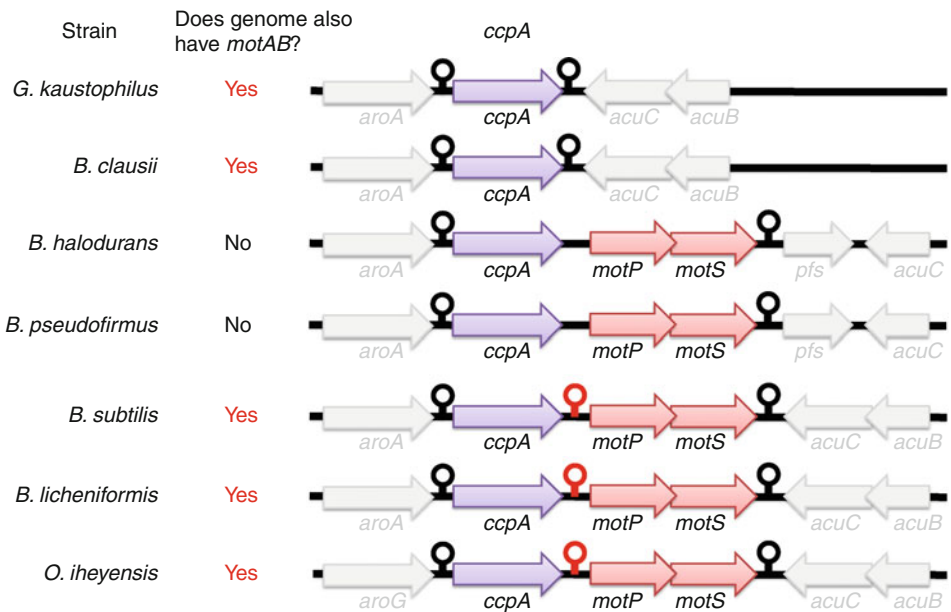 Strain Does genome also have motAB? ccpA
G. kaustophilus Yes
aroA ccpA acuC acuB
B. clausii Yes
aroA ccpA acuC acuB
B. halodurans No
aroA ccpA motP motS pfs acuC
B. pseudofirmus No
aroA ccpA motP motS pfs acuC
B. subtilis Yes
aroA ccpA motP motS acuC acuB
B. licheniformis Yes
aroA ccpA motP motS acuC acuB
O. iheyensis Yes
aroG ccpA motP motS acuC acuB